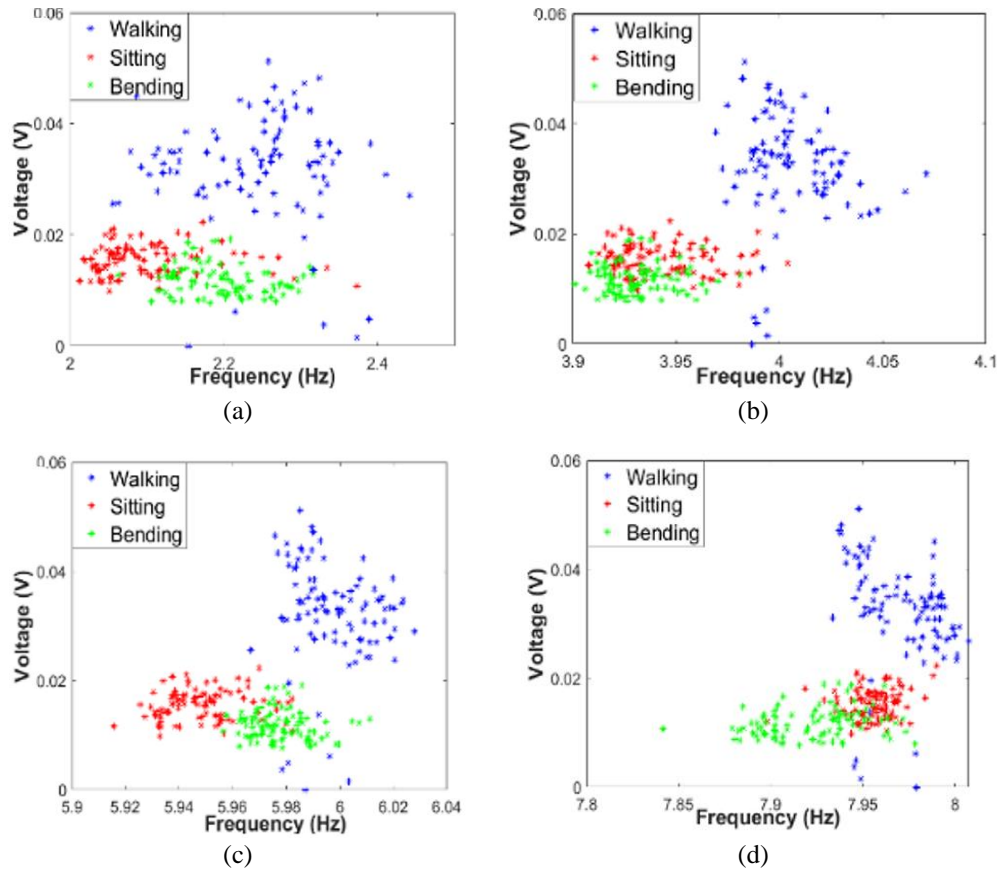 0.06
Walking
Sitting
Bending
0.04
0.02
0
Voltage (V)
2
2.2
2.4
Frequency (Hz)
(a)
0.06
Walking
Sitting
Bending
0.04
0.02
0
Voltage (V)
3.9
3.95
4
4.05
4.1
Frequency (Hz)
(b)
0.06
Walking
Sitting
Bending
0.04
0.02
0
Voltage (V)
5.9
5.92
5.94
5.96
5.98
6
6.02
6.04
Frequency (Hz)
(c)
0.06
Walking
Sitting
Bending
0.04
0.02
0
Voltage (V)
7.8
7.85
7.9
7.95
8
Frequency (Hz)
(d)